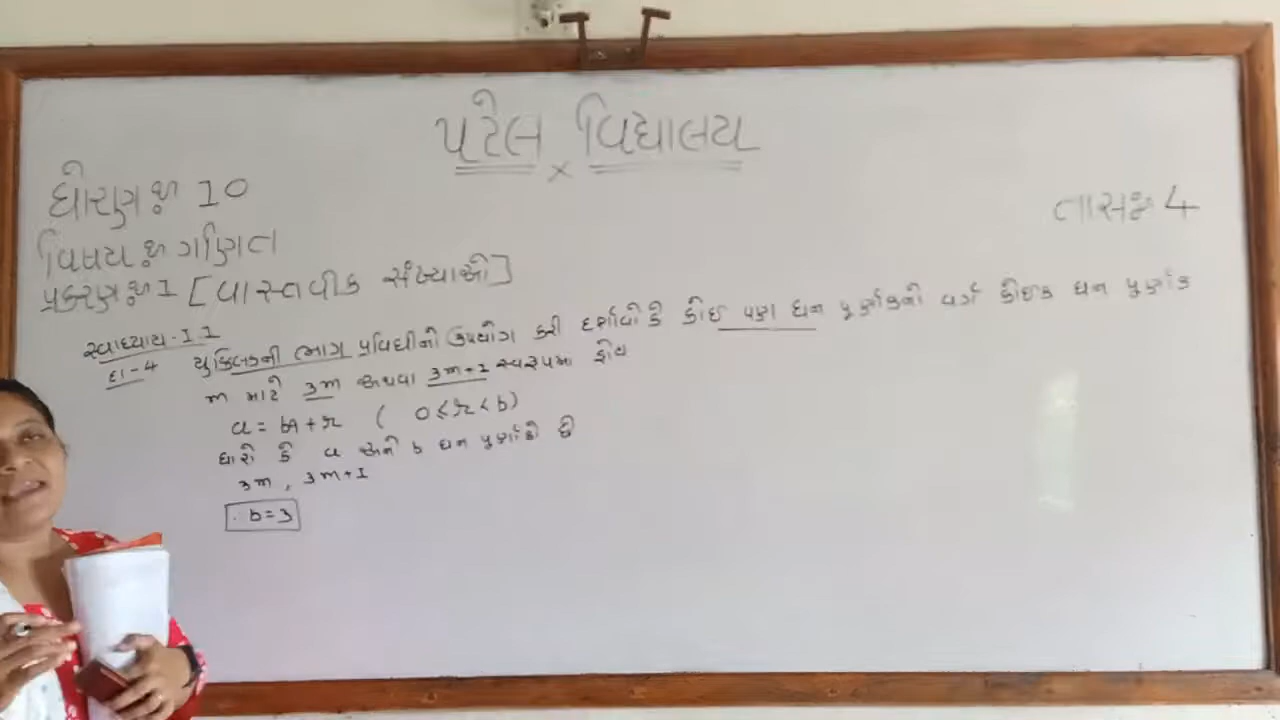 પટેલ વિદ્યાલય
ધોરણ ઃ 10
તાસ ઃ 4
વિષય ઃ ગણિત
પ્રકરણ ઃ 1 [વાસ્તવીક સંખ્યાઓ]
સ્વાધ્યાય - 1.1
દા-4 યુક્લિડની ભાગ પ્રવિધીનો ઉપયોગ કરી દર્શાવો કે કોઈ પણ ધન પૂર્ણાંકનો વર્ગ કોઈક ધન પૂર્ણાંક
m માટે 3m અથવા 3m+1 સ્વરૂપમાં હોય
a = bq + r ( 0 ≤ r < b)
ધારો કે a અને b ધન પૂર્ણાંકો છે
3m , 3m+1
∴ b=3